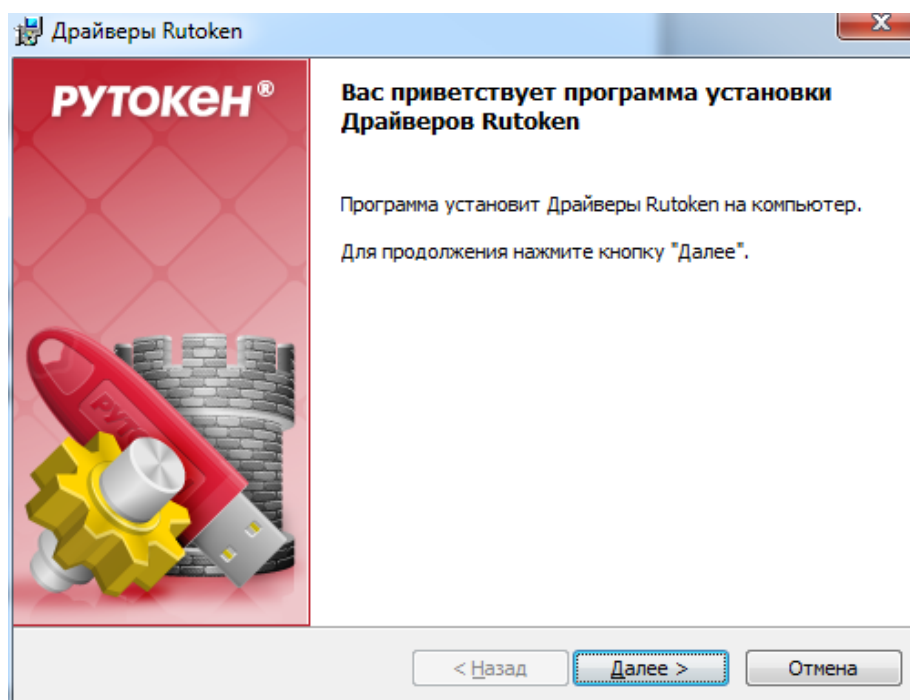 Драйверы Rutoken
РУТОКЕН®
Вас приветствует программа установки
Драйверов Rutoken
Программа установит Драйверы Rutoken на компьютер.
Для продолжения нажмите кнопку "Далее".
< Назад
Далее >
Отмена